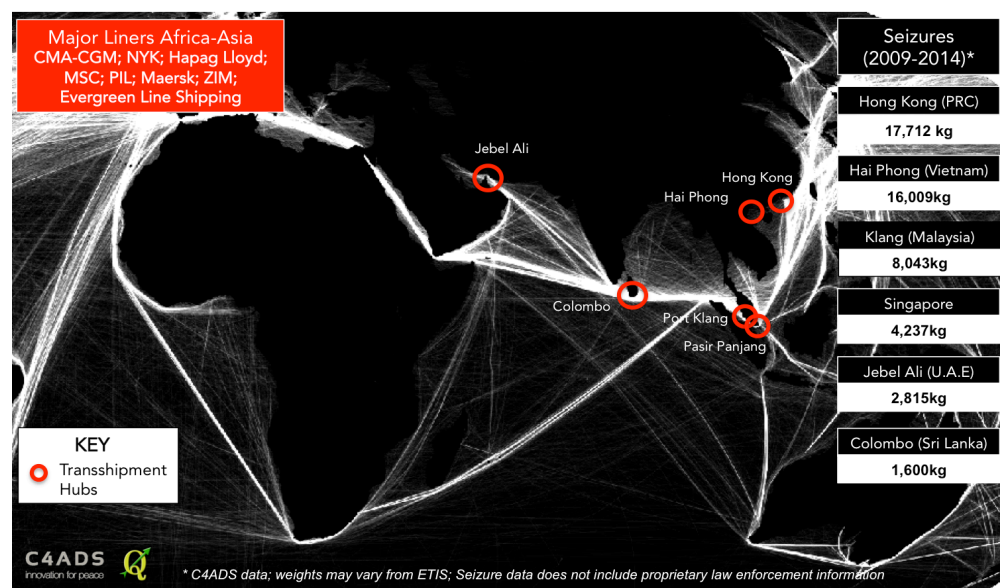 Major Liners Africa-Asia
CMA-CGM; NYK; Hapag Lloyd;
MSC; PIL; Maersk; ZIM;
Evergreen Line Shipping
Seizures
(2009-2014)*
Hong Kong (PRC)
17,712 kg
Hai Phong (Vietnam)
16,009kg
Klang (Malaysia)
8,043kg
Singapore
4,237kg
Jebel Ali (U.A.E)
2,815kg
Colombo (Sri Lanka)
1,600kg
Jebel Ali
Hong Kong
Hai Phong
Colombo
Port Klang
Pasir Panjang
KEY
Transshipment
Hubs
C4ADS
innovation for peace
* C4ADS data; weights may vary from ETIS; Seizure data does not include proprietary law enforcement information